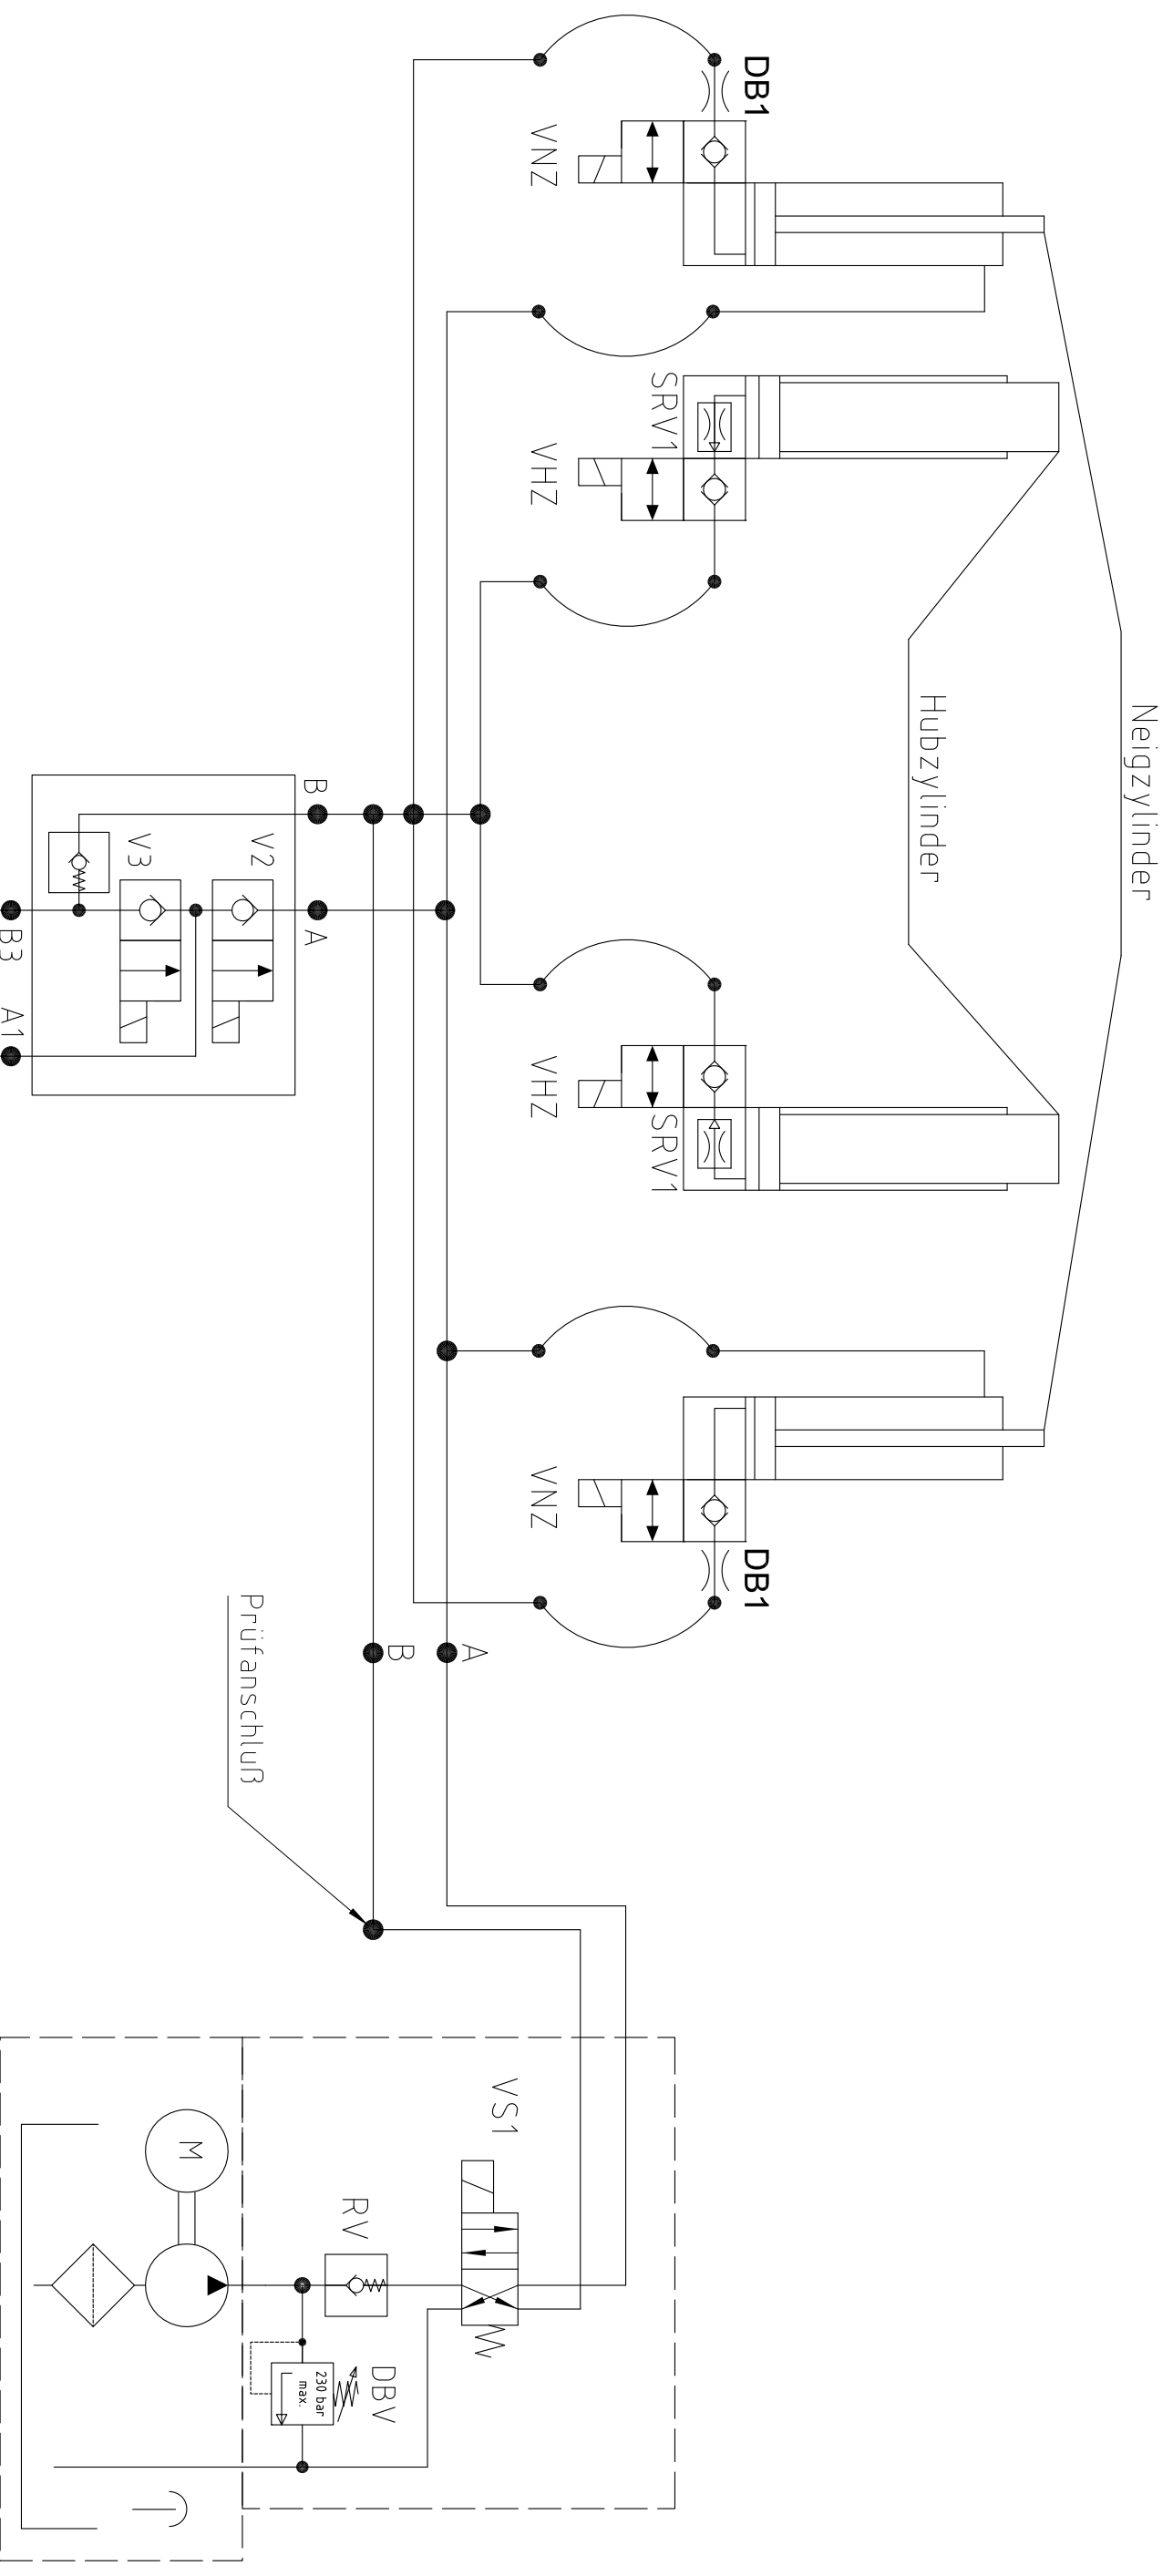 Neigzylinder
Hubzylinder
DB1
VNZ
SRV1
VHZ
VHZ
SRV1
VNZ
DB1
B
A
V2
V3
B3
A1
A
B
Prüfanschluß
VS1
RV
M
DBV
230 bar
max.